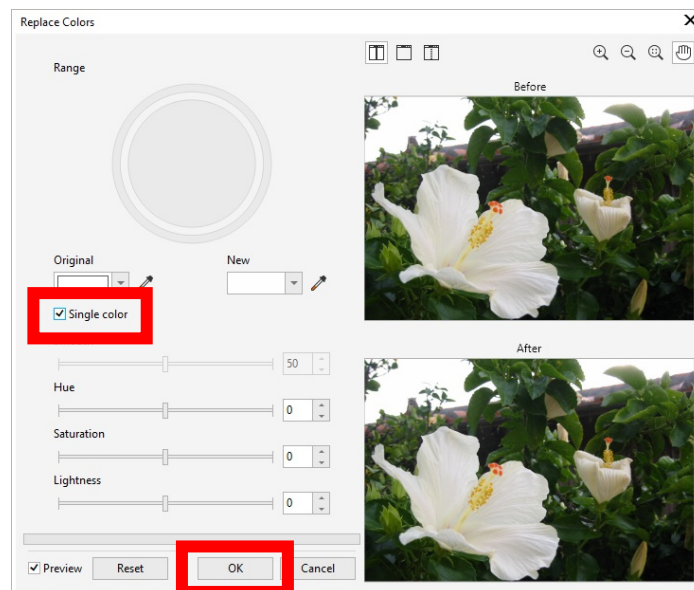 Replace Colors
Range
Before
Original New
Single color
50
Hue
0
Saturation
0
Lightness
0
After
Preview Reset OK Cancel